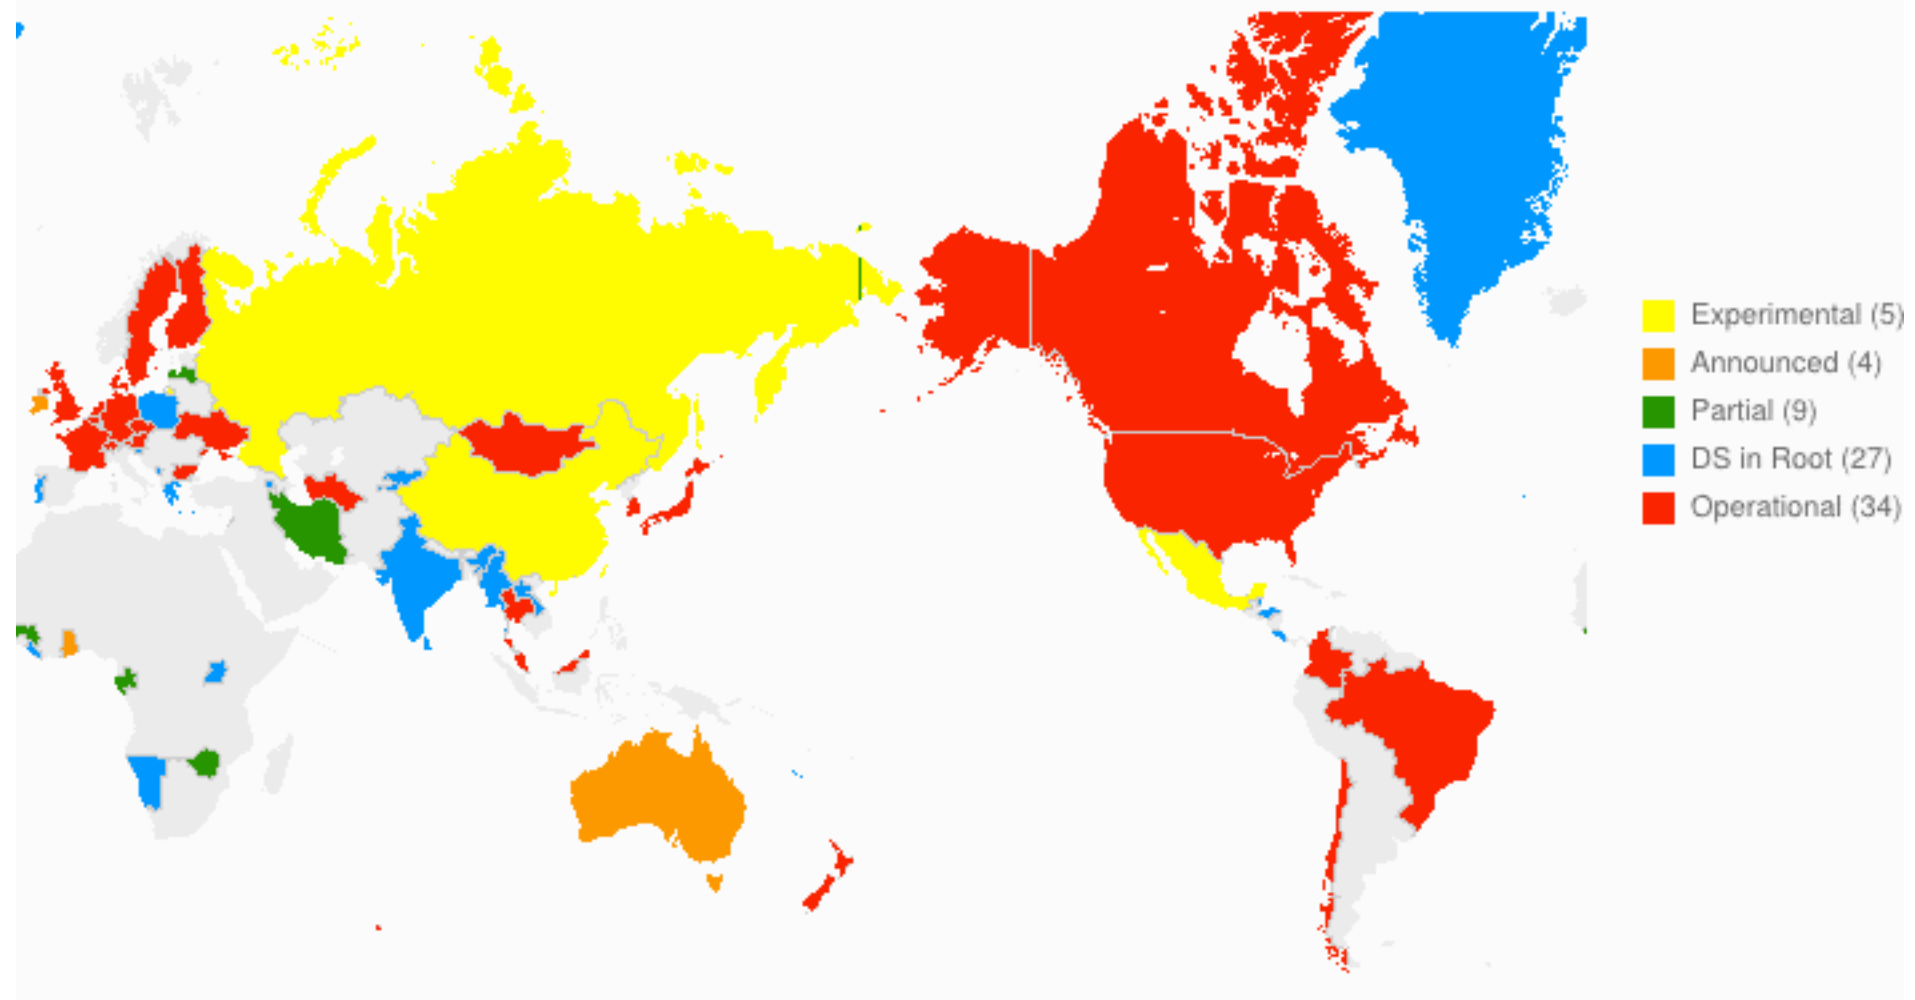 Experimental (5)
Announced (4)
Partial (9)
DS in Root (27)
Operational (34)